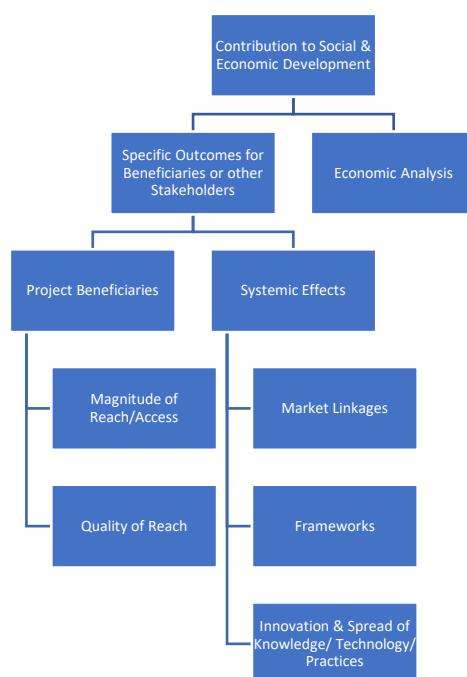 Contribution to Social &
Economic Development
Specific Outcomes for
Beneficiaries or other
Stakeholders
Economic Analysis
Project Beneficiaries
Systemic Effects
Magnitude of
Reach/Access
Market Linkages
Quality of Reach
Frameworks
Innovation & Spread of
Knowledge/ Technology/
Practices